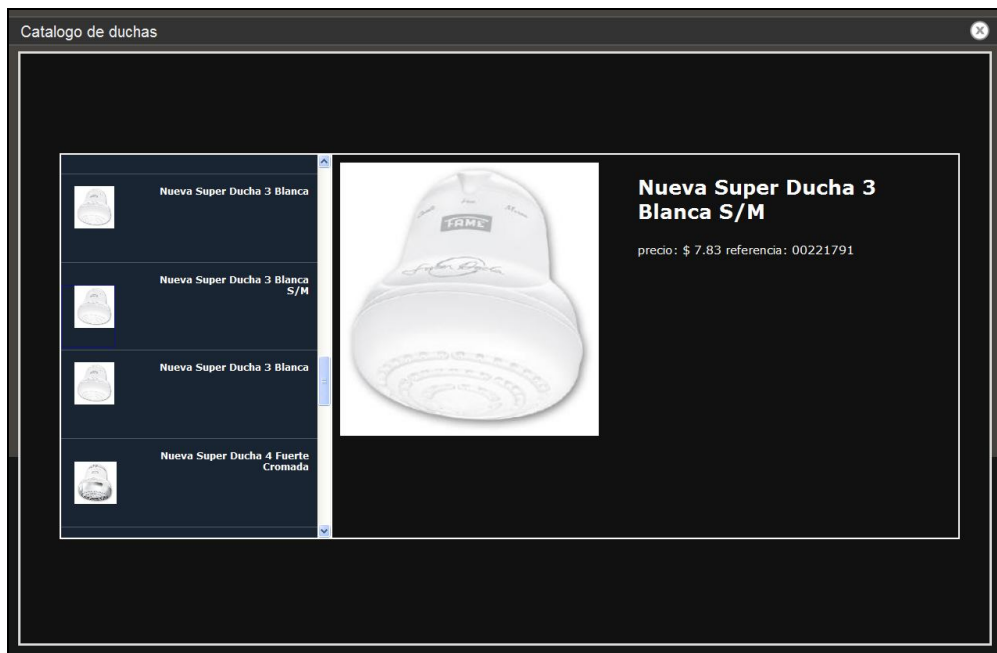 Catalogo de duchas
Nueva Super Ducha 3 Blanca
Nueva Super Ducha 3 Blanca
S/M
Nueva Super Ducha 3 Blanca
Nueva Super Ducha 4 Fuerte
Cromada
FAME
Nueva Super Ducha 3
Blanca S/M
precio: $ 7.83 referencia: 00221791